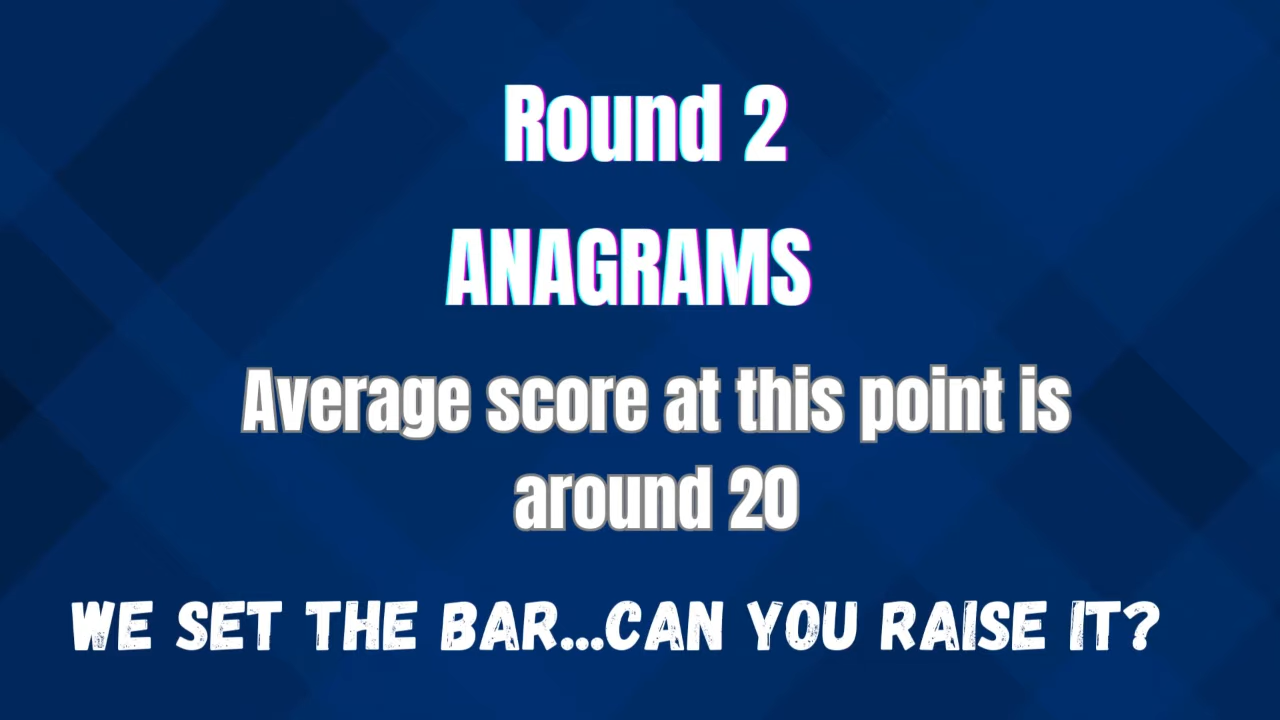 Round 2
ANAGRAMS
Average score at this point is
around 20
WE SET THE BAR...CAN YOU RAISE IT?